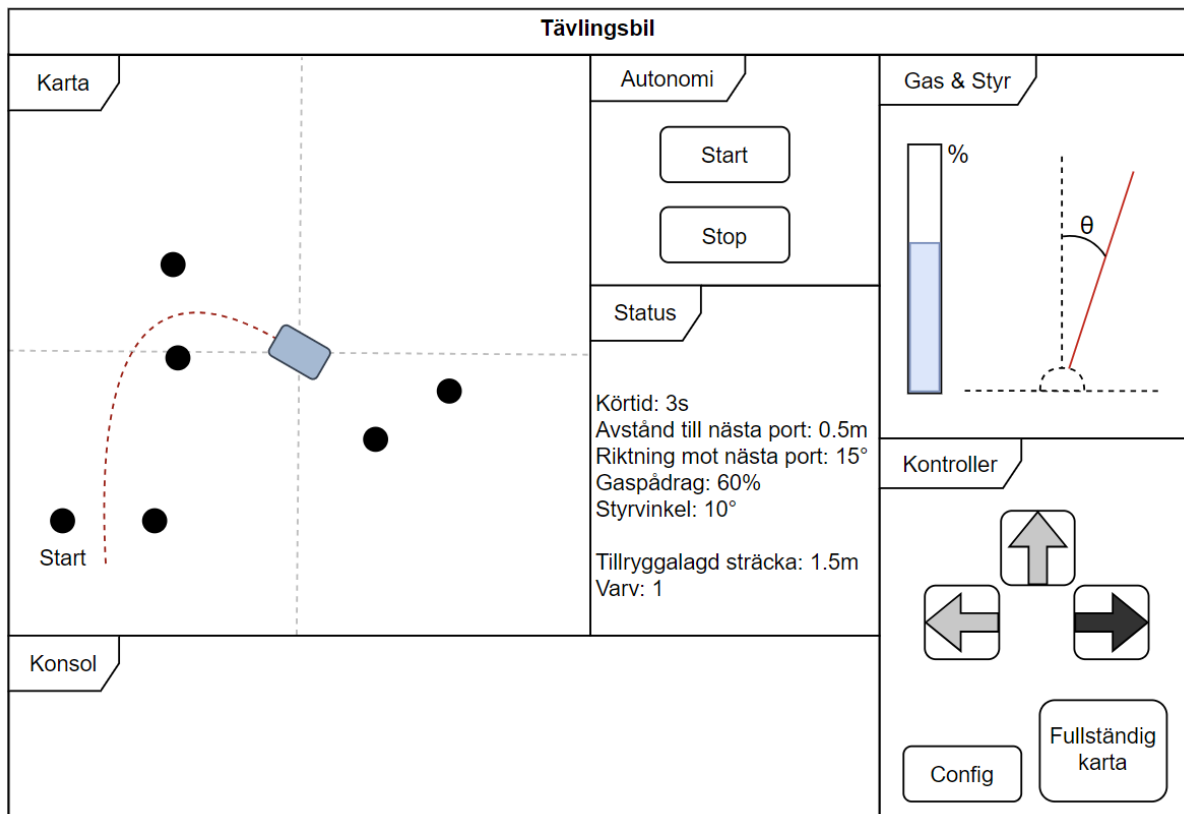 Tävlingsbil
Karta
Start
Autonomi
Start
Stop
Status
Körtid: 3s
Avstånd till nästa port: 0.5m
Riktning mot nästa port: 15°
Gaspådrag: 60%
Styrvinkel: 10°
Tillryggalagd sträcka: 1.5m
Varv: 1
Gas & Styr
%
θ
Kontroller
Config
Fullständig
karta
Konsol